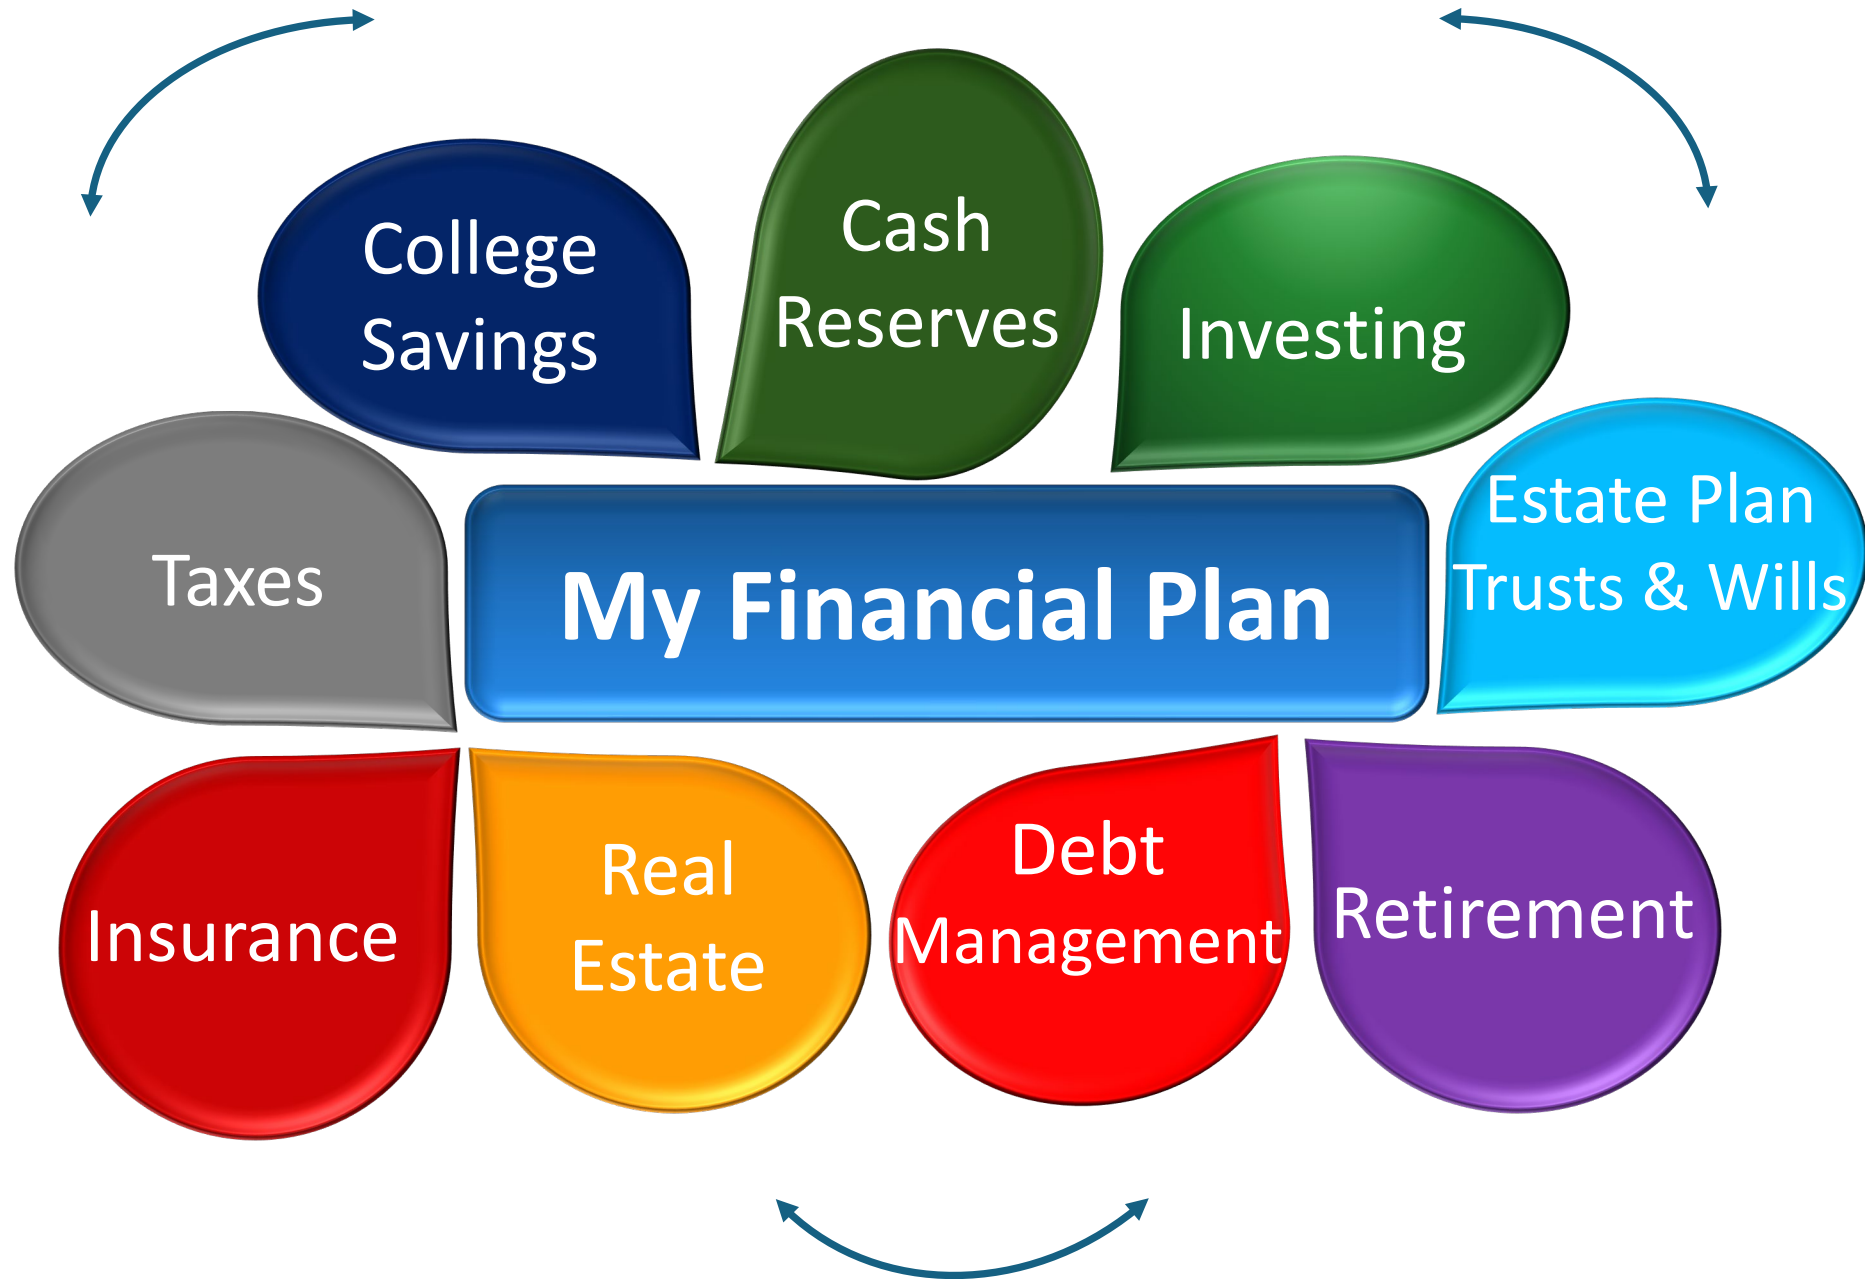 College
Savings
Cash
Reserves
Investing
Taxes
My Financial Plan
Estate Plan
Trusts & Wills
Insurance
Real
Estate
Debt
Management
Retirement